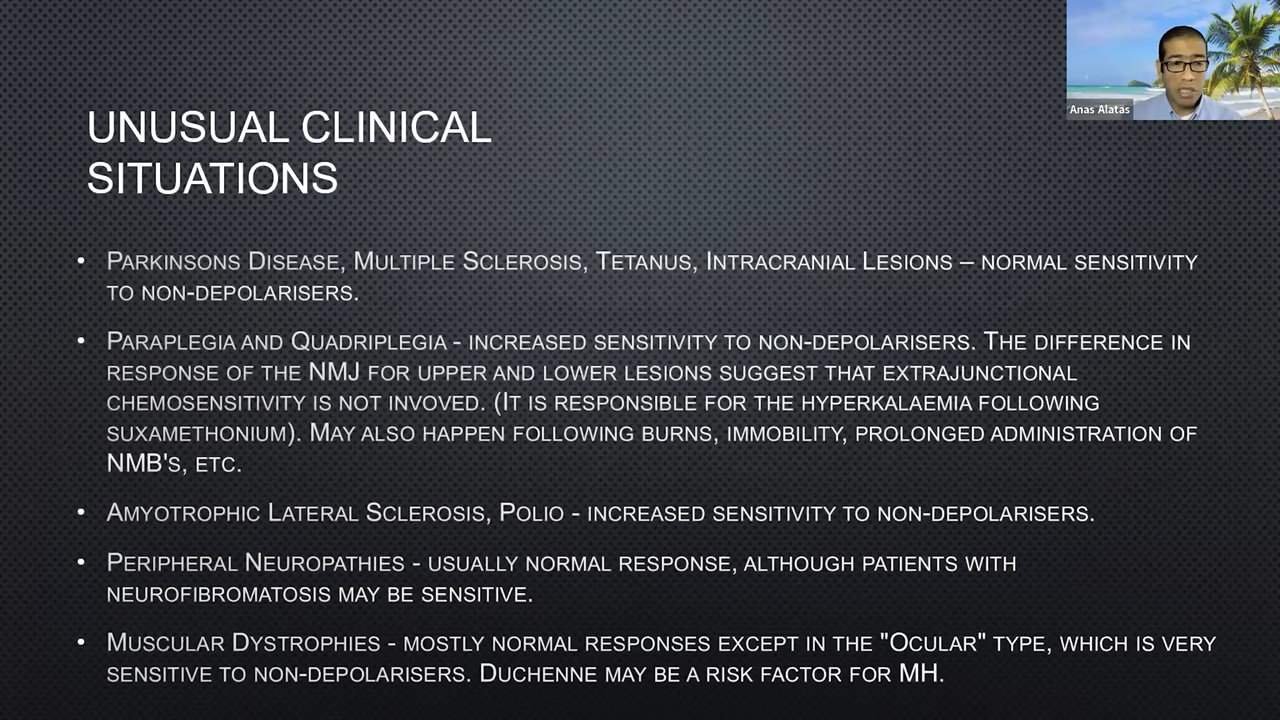 Anas Alatas
UNUSUAL CLINICAL
SITUATIONS
• PARKINSONS DISEASE, MULTIPLE SCLEROSIS, TETANUS, INTRACRANIAL LESIONS – NORMAL SENSITIVITY
TO NON-DEPOLARISERS.
• PARAPLEGIA AND QUADRIPLEGIA - INCREASED SENSITIVITY TO NON-DEPOLARISERS. THE DIFFERENCE IN
RESPONSE OF THE NMJ FOR UPPER AND LOWER LESIONS SUGGEST THAT EXTRAJUNCTIONAL
CHEMOSENSITIVITY IS NOT INVOVED. (IT IS RESPONSIBLE FOR THE HYPERKALAEMIA FOLLOWING
SUXAMETHONIUM). MAY ALSO HAPPEN FOLLOWING BURNS, IMMOBILITY, PROLONGED ADMINISTRATION OF
NMB'S, ETC.
• AMYOTROPHIC LATERAL SCLEROSIS, POLIO - INCREASED SENSITIVITY TO NON-DEPOLARISERS.
• PERIPHERAL NEUROPATHIES - USUALLY NORMAL RESPONSE, ALTHOUGH PATIENTS WITH
NEUROFIBROMATOSIS MAY BE SENSITIVE.
• MUSCULAR DYSTROPHIES - MOSTLY NORMAL RESPONSES EXCEPT IN THE "OCULAR" TYPE, WHICH IS VERY
SENSITIVE TO NON-DEPOLARISERS. DUCHENNE MAY BE A RISK FACTOR FOR MH.